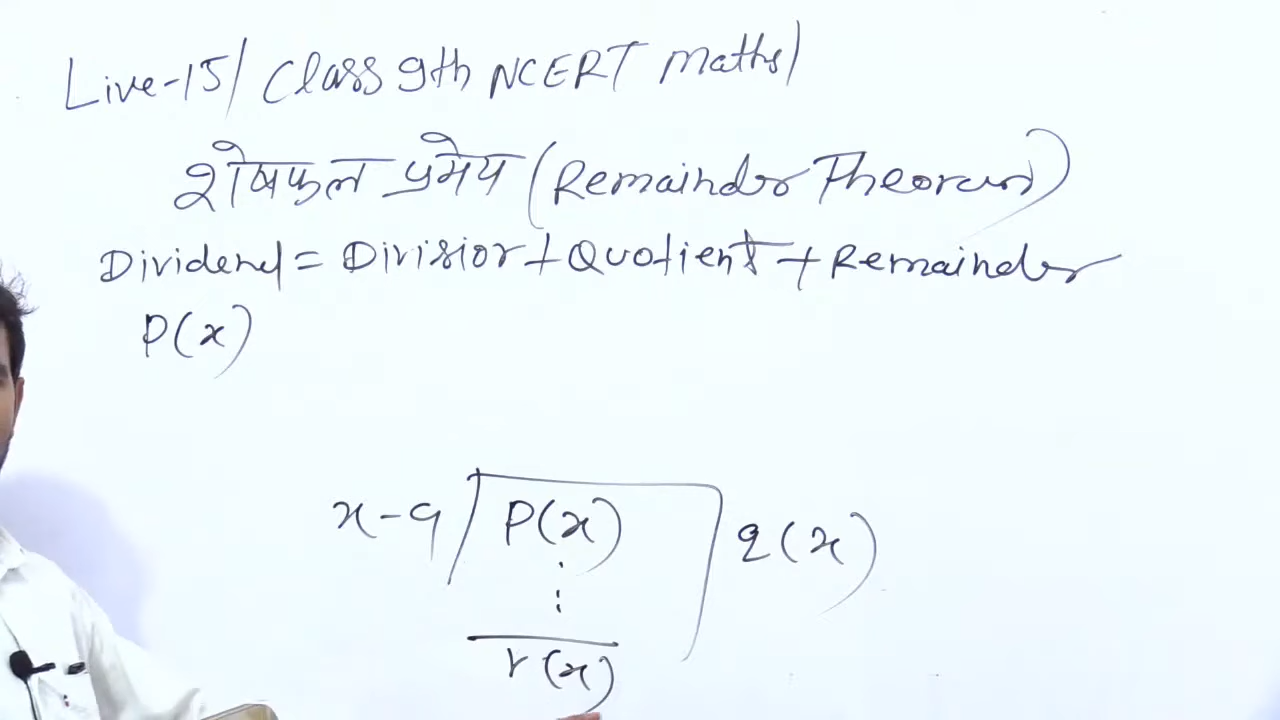 Live-15/ Class 9th NCERT Maths/
शेषफल प्रमेय (Remainder Theorem)
Dividend = Divisior + Quotient + Remainder
P(x)
x-a P(x) q(x)
:
r(x)